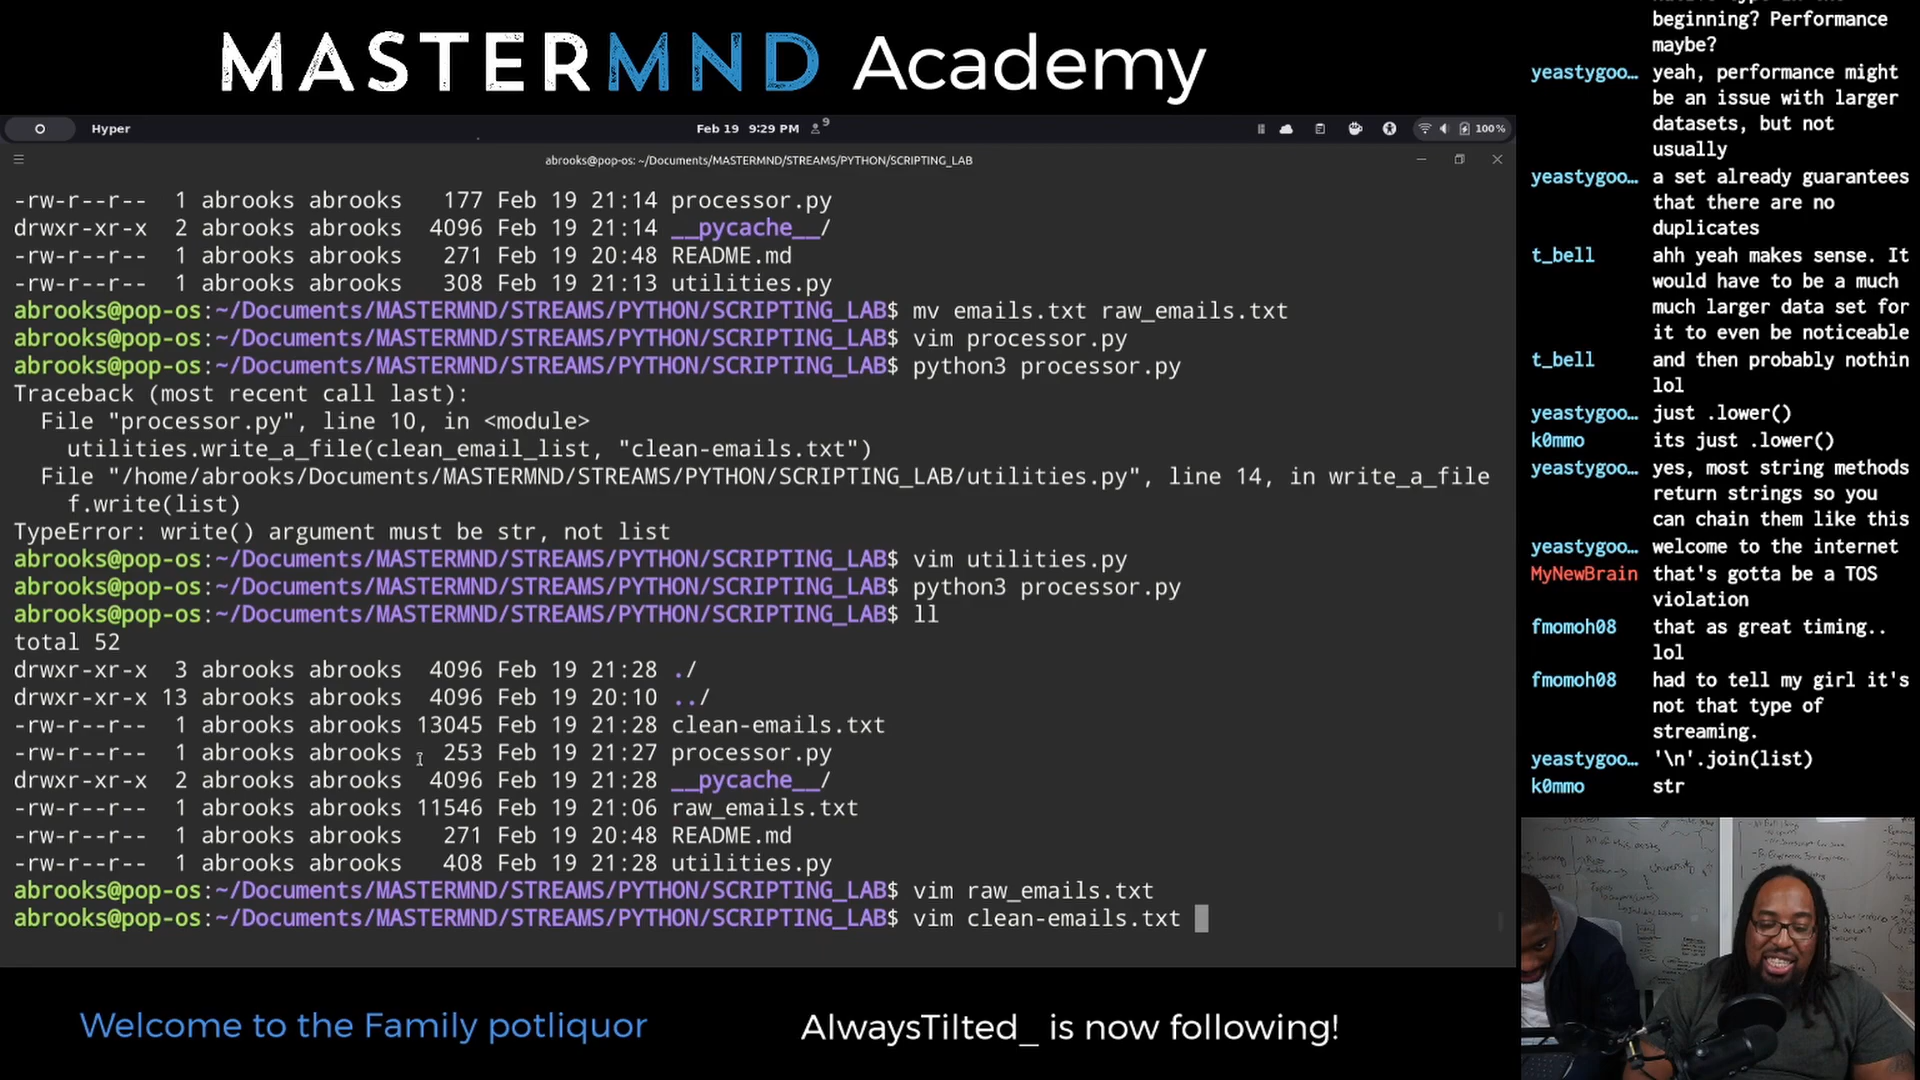 MASTERMND Academy
Hyper
Feb 19 9:29 PM
9
100%
abrooks@pop-os: ~/Documents/MASTERMND/STREAMS/PYTHON/SCRIPTING_LAB
-rw-r--r-- 1 abrooks abrooks 177 Feb 19 21:14 processor.py
drwxr-xr-x 2 abrooks abrooks 4096 Feb 19 21:14 __pycache__/
-rw-r--r-- 1 abrooks abrooks 271 Feb 19 20:48 README.md
-rw-r--r-- 1 abrooks abrooks 308 Feb 19 21:13 utilities.py
abrooks@pop-os:~/Documents/MASTERMND/STREAMS/PYTHON/SCRIPTING_LAB$ mv emails.txt raw_emails.txt
abrooks@pop-os:~/Documents/MASTERMND/STREAMS/PYTHON/SCRIPTING_LAB$ vim processor.py
abrooks@pop-os:~/Documents/MASTERMND/STREAMS/PYTHON/SCRIPTING_LAB$ python3 processor.py
Traceback (most recent call last):
File "processor.py", line 10, in <module>
utilities.write_a_file(clean_email_list, "clean-emails.txt")
File "/home/abrooks/Documents/MASTERMND/STREAMS/PYTHON/SCRIPTING_LAB/utilities.py", line 14, in write_a_file
f.write(list)
TypeError: write() argument must be str, not list
abrooks@pop-os:~/Documents/MASTERMND/STREAMS/PYTHON/SCRIPTING_LAB$ vim utilities.py
abrooks@pop-os:~/Documents/MASTERMND/STREAMS/PYTHON/SCRIPTING_LAB$ python3 processor.py
abrooks@pop-os:~/Documents/MASTERMND/STREAMS/PYTHON/SCRIPTING_LAB$ ll
total 52
drwxr-xr-x 3 abrooks abrooks 4096 Feb 19 21:28 ./
drwxr-xr-x 13 abrooks abrooks 4096 Feb 19 20:10 ../
-rw-r--r-- 1 abrooks abrooks 13045 Feb 19 21:28 clean-emails.txt
-rw-r--r-- 1 abrooks abrooks 253 Feb 19 21:27 processor.py
drwxr-xr-x 2 abrooks abrooks 4096 Feb 19 21:28 __pycache__/
-rw-r--r-- 1 abrooks abrooks 11546 Feb 19 21:06 raw_emails.txt
-rw-r--r-- 1 abrooks abrooks 271 Feb 19 20:48 README.md
-rw-r--r-- 1 abrooks abrooks 408 Feb 19 21:28 utilities.py
abrooks@pop-os:~/Documents/MASTERMND/STREAMS/PYTHON/SCRIPTING_LAB$ vim raw_emails.txt
abrooks@pop-os:~/Documents/MASTERMND/STREAMS/PYTHON/SCRIPTING_LAB$ vim clean-emails.txt
beginning? Performance
maybe?
yeastygoo… yeah, performance might
be an issue with larger
datasets, but not
usually
yeastygoo… a set already guarantees
that there are no
duplicates
t_bell ahh yeah makes sense. It
would have to be a much
much larger data set for
it to even be noticeable
t_bell and then probably nothin
lol
yeastygoo… just .lower()
k0mmo its just .lower()
yeastygoo… yes, most string methods
return strings so you
can chain them like this
yeastygoo… welcome to the internet
MyNewBrain that's gotta be a TOS
violation
fmomoh08 that as great timing..
lol
fmomoh08 had to tell my girl it's
not that type of
streaming.
yeastygoo… '\n'.join(list)
k0mmo str
Welcome to the Family potliquor
AlwaysTilted_ is now following!